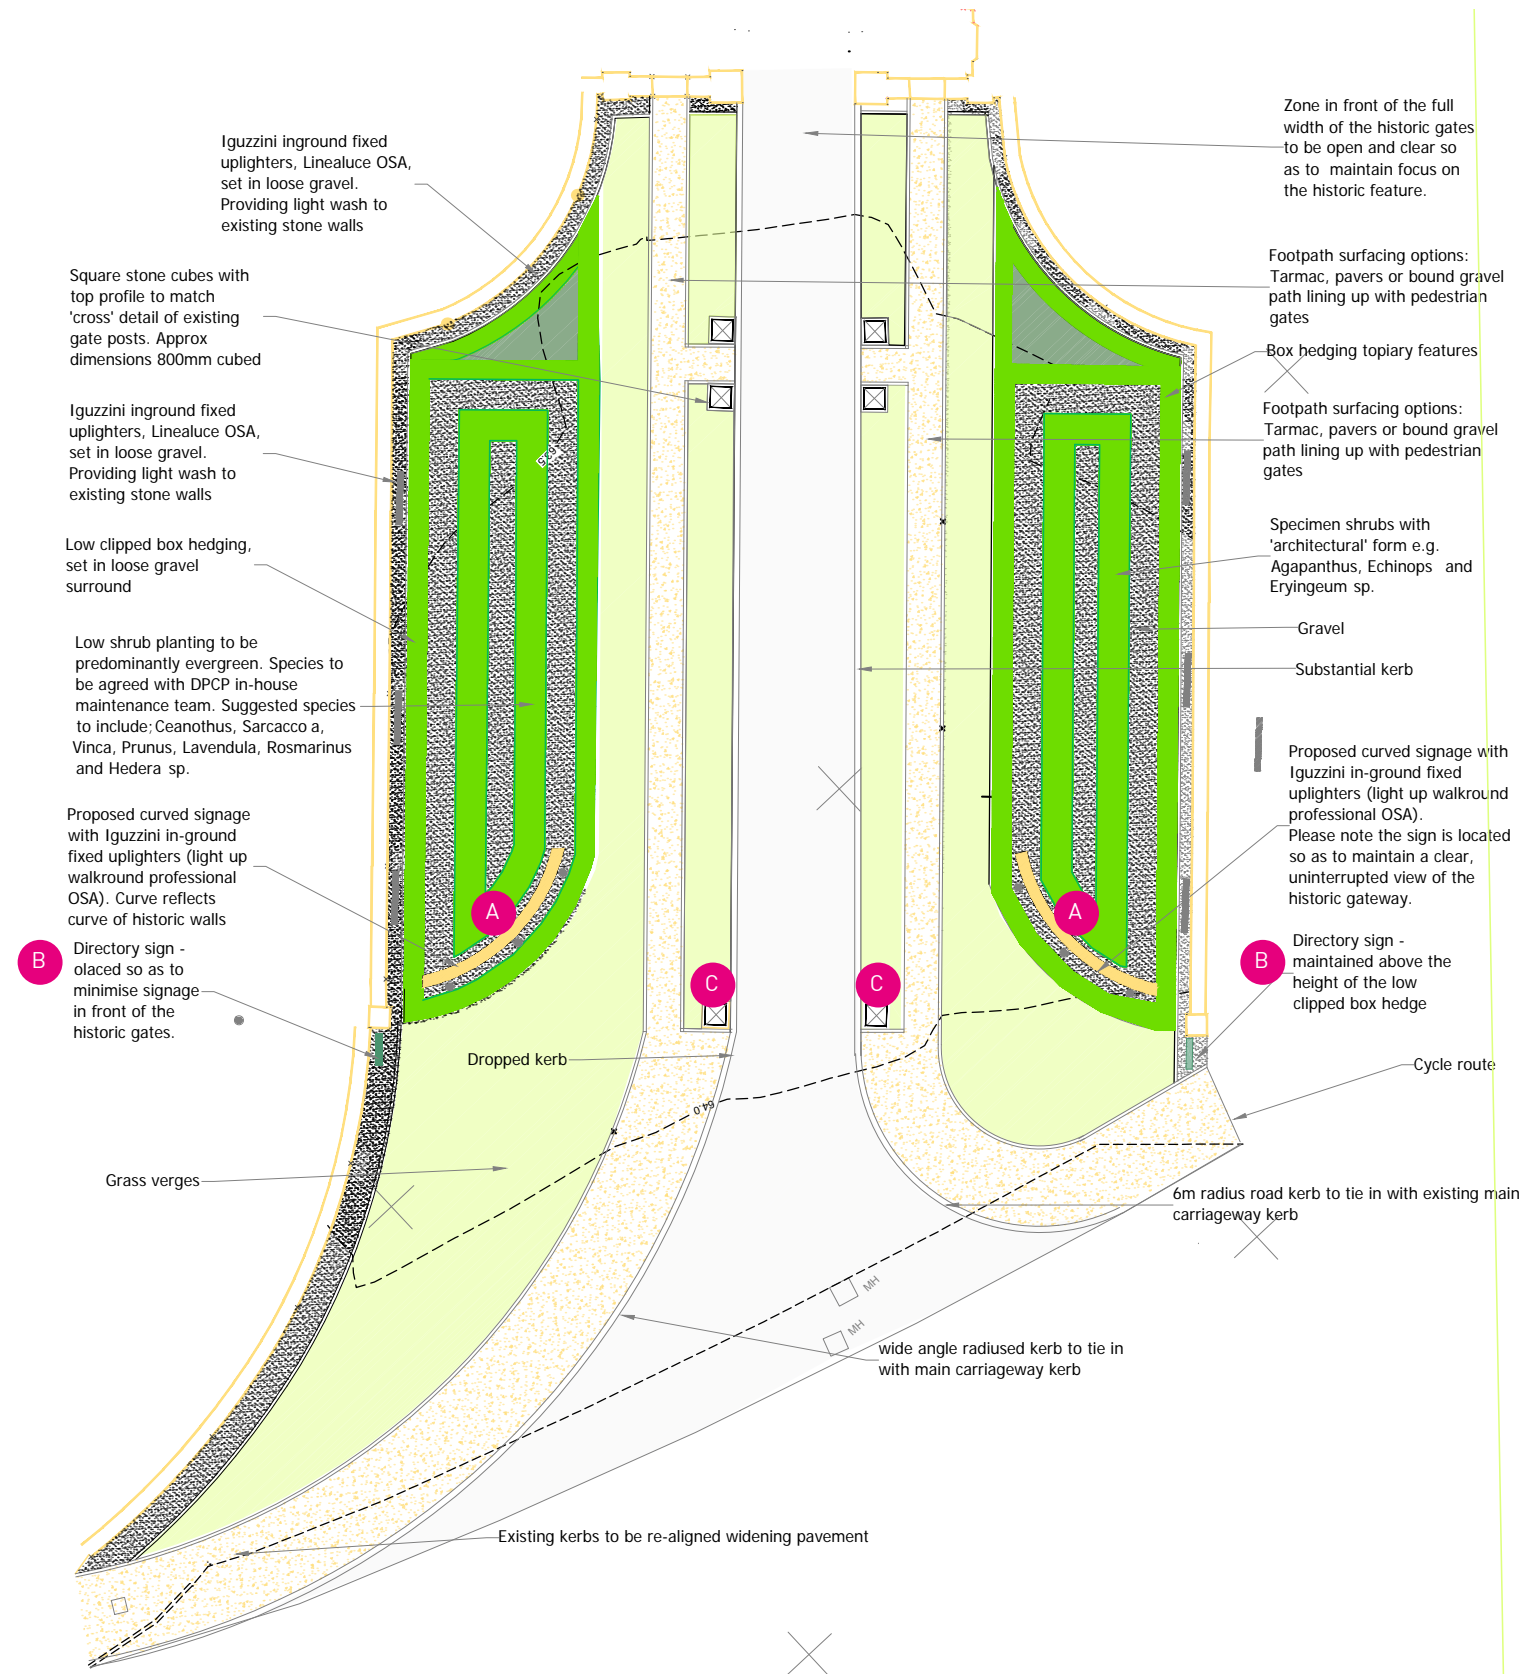 Iguzzini inground fixed
uplighters, Linealuce OSA,
set in loose gravel.
Providing light wash to
existing stone walls
Square stone cubes with
top profile to match
'cross' detail of existing
gate posts. Approx
dimensions 800mm cubed
Iguzzini inground fixed
uplighters, Linealuce OSA,
set in loose gravel.
Providing light wash to
existing stone walls
Low clipped box hedging,
set in loose gravel
surround
Low shrub planting to be
predominantly evergreen. Species to
be agreed with DPCP in-house
maintenance team. Suggested species
to include; Ceanothus, Sarcacco a,
Vinca, Prunus, Lavendula, Rosmarinus
and Hedera sp.
Proposed curved signage
with Iguzzini in-ground
fixed uplighters (light up
walkround professional
OSA). Curve reflects
curve of historic walls
B
Directory sign -
olaced so as to
minimise signage
in front of the
historic gates.
Grass verges
Dropped kerb
A
C
C
A
64.0
MH
MH
wide angle radiused kerb to tie in
with main carriageway kerb
Existing kerbs to be re-aligned widening pavement
Zone in front of the full
width of the historic gates
to be open and clear so
as to maintain focus on
the historic feature.
Footpath surfacing options:
Tarmac, pavers or bound gravel
path lining up with pedestrian
gates
Box hedging topiary features
Footpath surfacing options:
Tarmac, pavers or bound gravel
path lining up with pedestrian
gates
Specimen shrubs with
'architectural' form e.g.
Agapanthus, Echinops and
Eryingeum sp.
Gravel
Substantial kerb
Proposed curved signage with
Iguzzini in-ground fixed
uplighters (light up walkround
professional OSA).
Please note the sign is located
so as to maintain a clear,
uninterrupted view of the
historic gateway.
B
Directory sign -
maintained above the
height of the low
clipped box hedge
Cycle route
6m radius road kerb to tie in with existing main
carriageway kerb